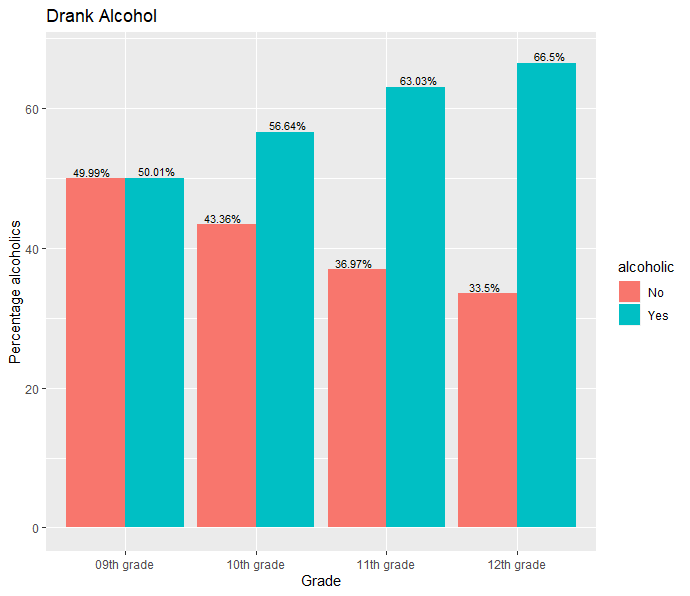 Drank Alcohol
Percentage alcoholics
60
40
20
0
49.99%
50.01%
43.36%
56.64%
36.97%
63.03%
33.5%
66.5%
09th grade
10th grade
11th grade
12th grade
Grade
alcoholic
No
Yes